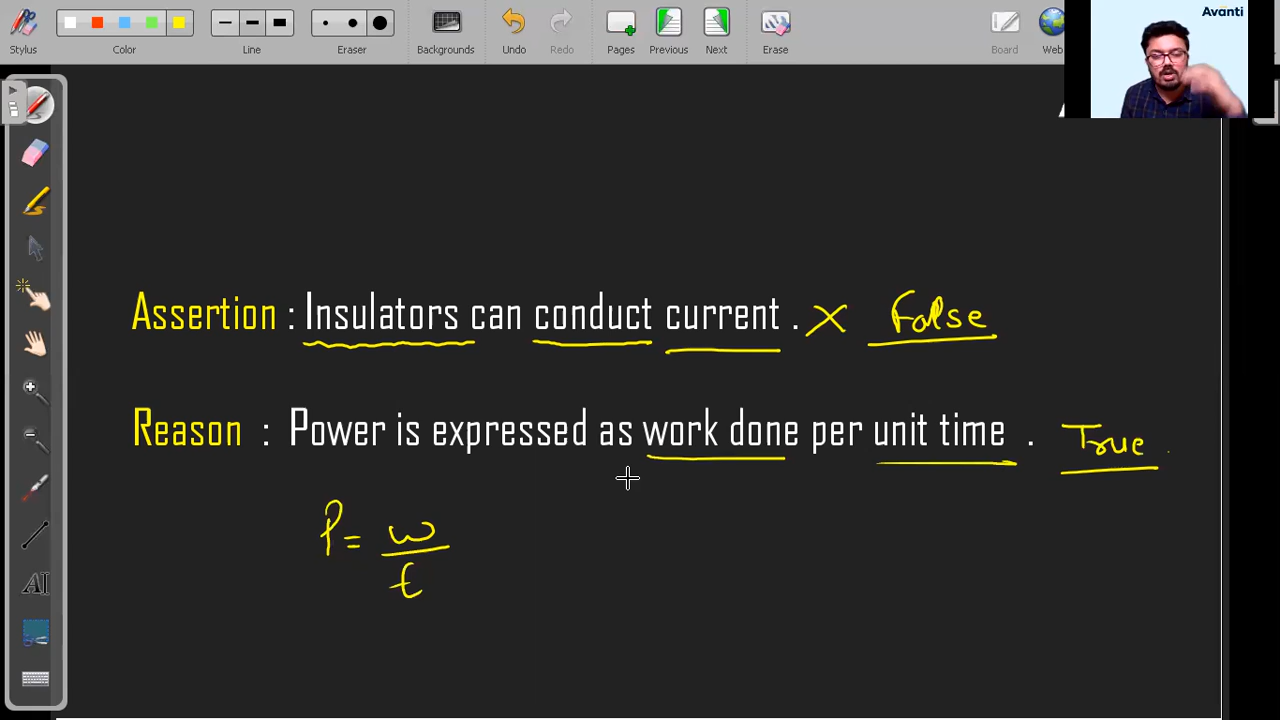 Avanti
Stylus Color Line Eraser Backgrounds Undo Redo Pages Previous Next Erase Board Web
Assertion : Insulators can conduct current . X False
Reason : Power is expressed as work done per unit time . True
P = w
t
AI